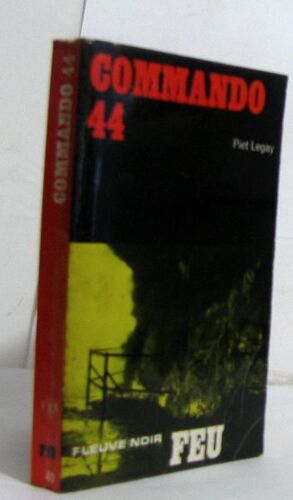 COMMANDO
44
Piet Legay
FLEUVE NOIR
FEU
COMMANDO 44